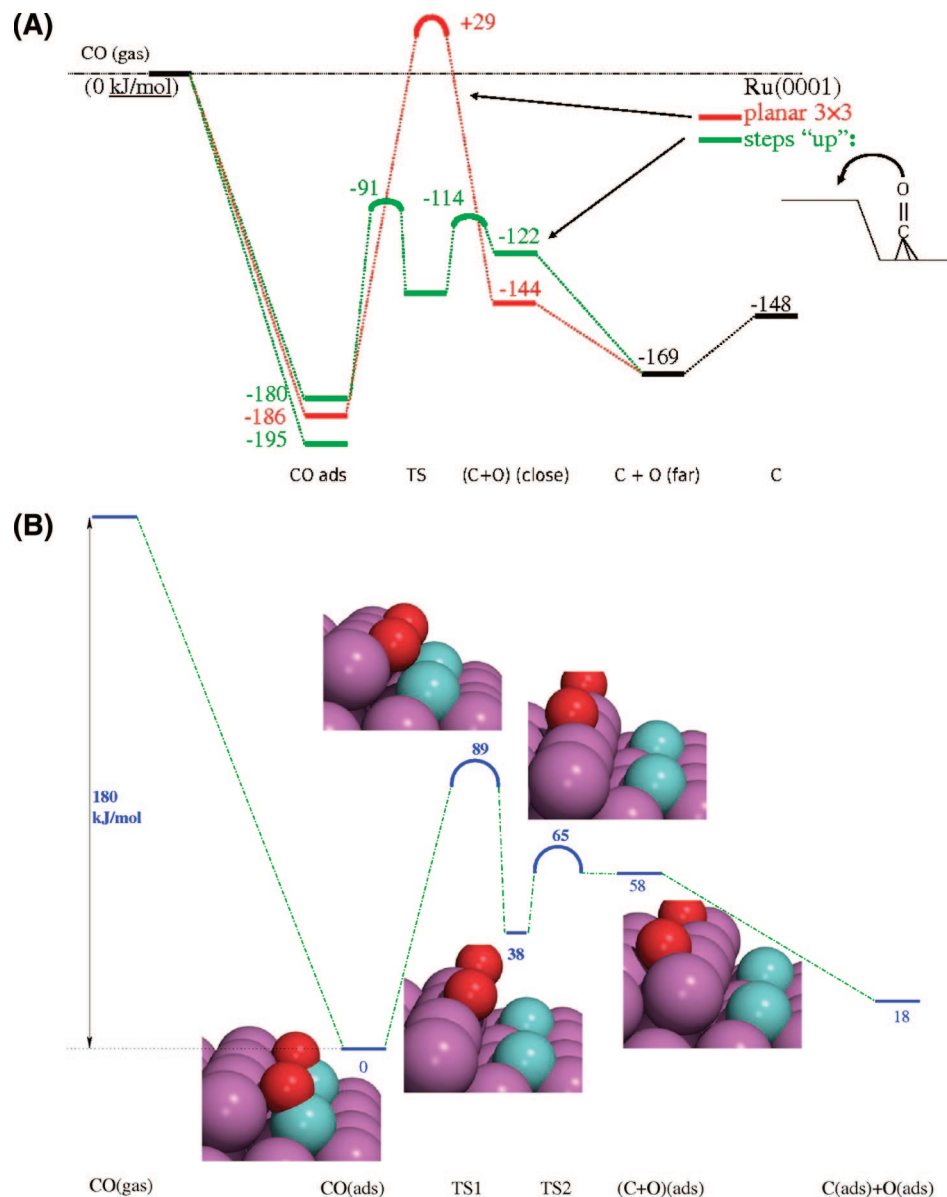 (A)
+29
CO (gas)
(0 kJ/mol)
Ru(0001)
planar 3×3
steps “up”:
O
C
-91
-114
-122
-144
-148
-169
-180
-186
-195
CO ads
TS
(C+O) (close)
C + O (far)
C
(B)
180
kJ/mol
89
65
58
38
18
0
CO(gas)
CO(ads)
TS1
TS2
(C+O)(ads)
C(ads)+O(ads)